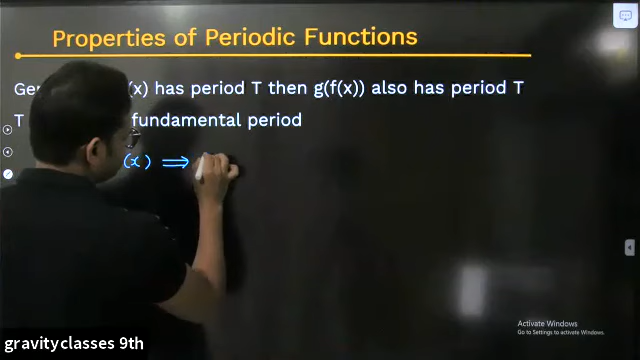 Properties of Periodic Functions
(x) has period T then g(f(x)) also has period T
T fundamental period
(x) ⟹
Activate Windows
Go to Settings to activate Windows.
gravityclasses 9th